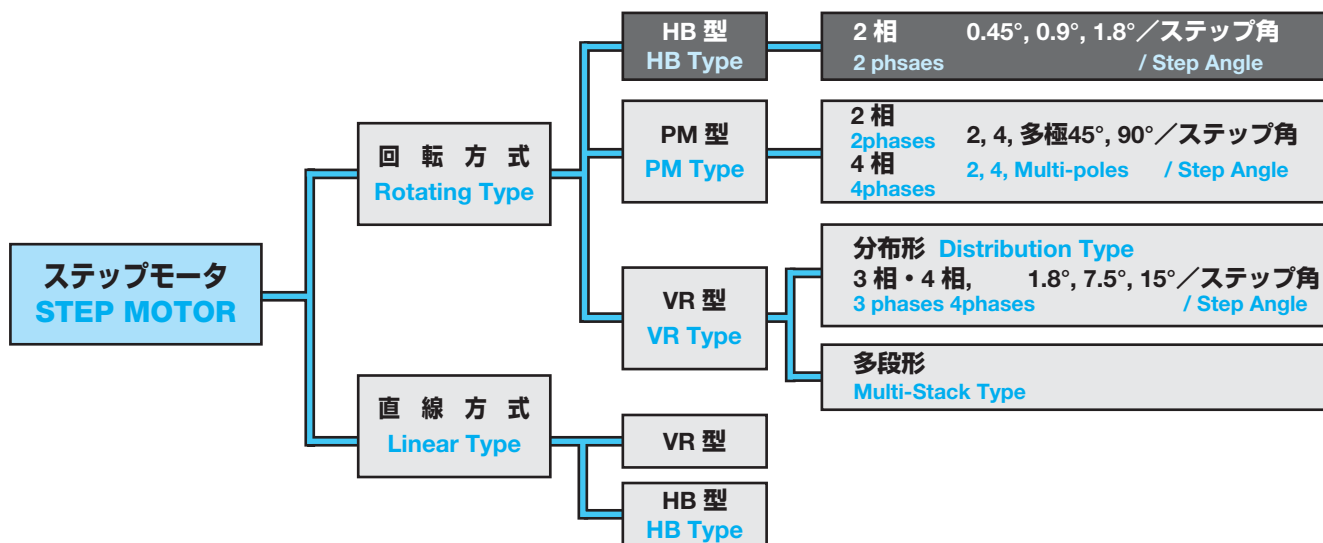 ステップモータ
STEP MOTOR
回 転 方 式
Rotating Type
HB 型
HB Type
2 相 0.45°, 0.9°, 1.8°／ステップ角
2 phsaes / Step Angle
PM 型
PM Type
2 相
2phases
2, 4, 多極45°, 90°／ステップ角
4 相
4phases
2, 4, Multi-poles / Step Angle
VR 型
VR Type
分布形 Distribution Type
3 相・4 相, 1.8°, 7.5°, 15°／ステップ角
3 phases 4phases / Step Angle
多段形
Multi-Stack Type
直 線 方 式
Linear Type
VR 型
HB 型
HB Type